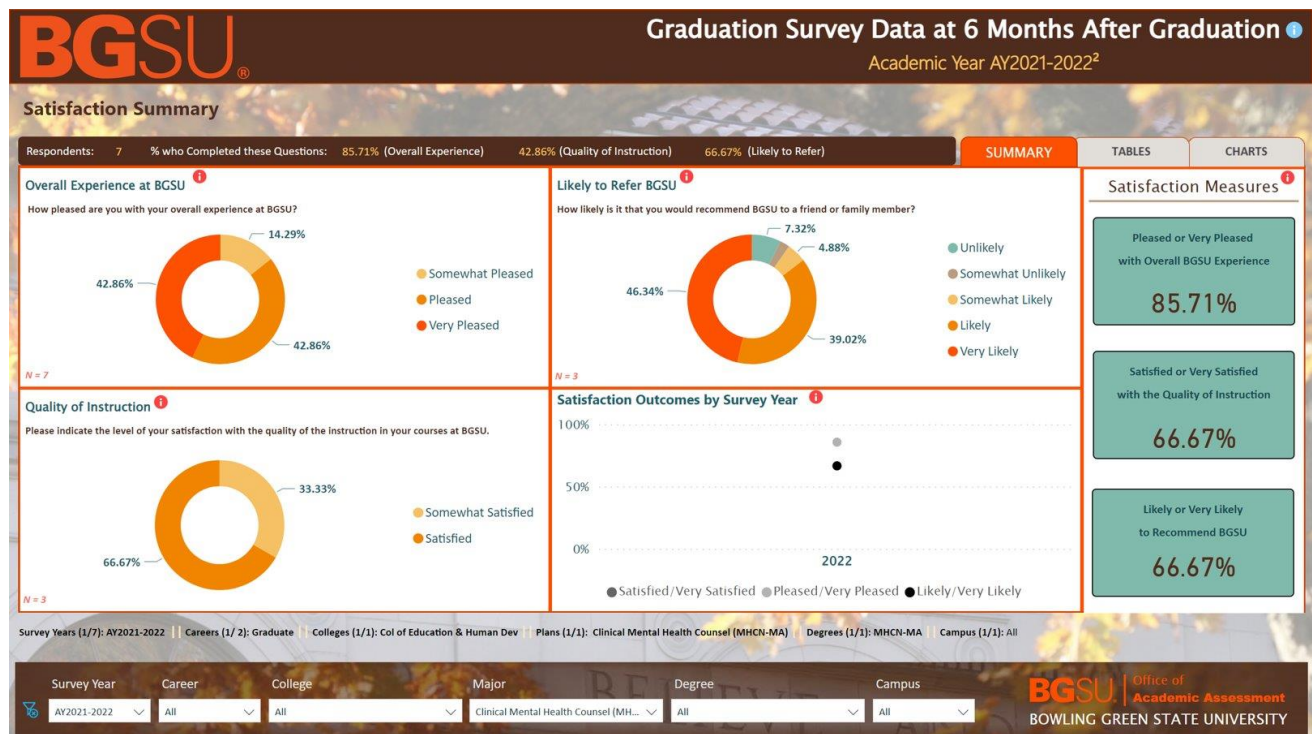 BGSU®
Graduation Survey Data at 6 Months After Graduation i
Academic Year AY2021-2022²
Satisfaction Summary
Respondents: 7 % who Completed these Questions: 85.71% (Overall Experience) 42.86% (Quality of Instruction) 66.67% (Likely to Refer)
SUMMARY TABLES CHARTS
Overall Experience at BGSU i
How pleased are you with your overall experience at BGSU?
14.29%
42.86%
42.86%
Somewhat Pleased
Pleased
Very Pleased
N = 7
Likely to Refer BGSU i
How likely is it that you would recommend BGSU to a friend or family member?
7.32%
4.88%
46.34%
39.02%
Unlikely
Somewhat Unlikely
Somewhat Likely
Likely
Very Likely
N = 3
Satisfaction Measures i
Pleased or Very Pleased
with Overall BGSU Experience
85.71%
Satisfied or Very Satisfied
with the Quality of Instruction
66.67%
Likely or Very Likely
to Recommend BGSU
66.67%
Quality of Instruction i
Please indicate the level of your satisfaction with the quality of the instruction in your courses at BGSU.
33.33%
66.67%
Somewhat Satisfied
Satisfied
N = 3
Satisfaction Outcomes by Survey Year i
100%
50%
0%
2022
Satisfied/Very Satisfied Pleased/Very Pleased Likely/Very Likely
Survey Years (1/7): AY2021-2022 || Careers (1/ 2): Graduate || Colleges (1/1): Col of Education & Human Dev || Plans (1/1): Clinical Mental Health Counsel (MHCN-MA) || Degrees (1/1): MHCN-MA || Campus (1/1): All
Survey Year Career College Major Degree Campus
AY2021-2022 All All Clinical Mental Health Counsel (MH... All All
BELIEVE
BGSU. Office of
Academic Assessment
BOWLING GREEN STATE UNIVERSITY